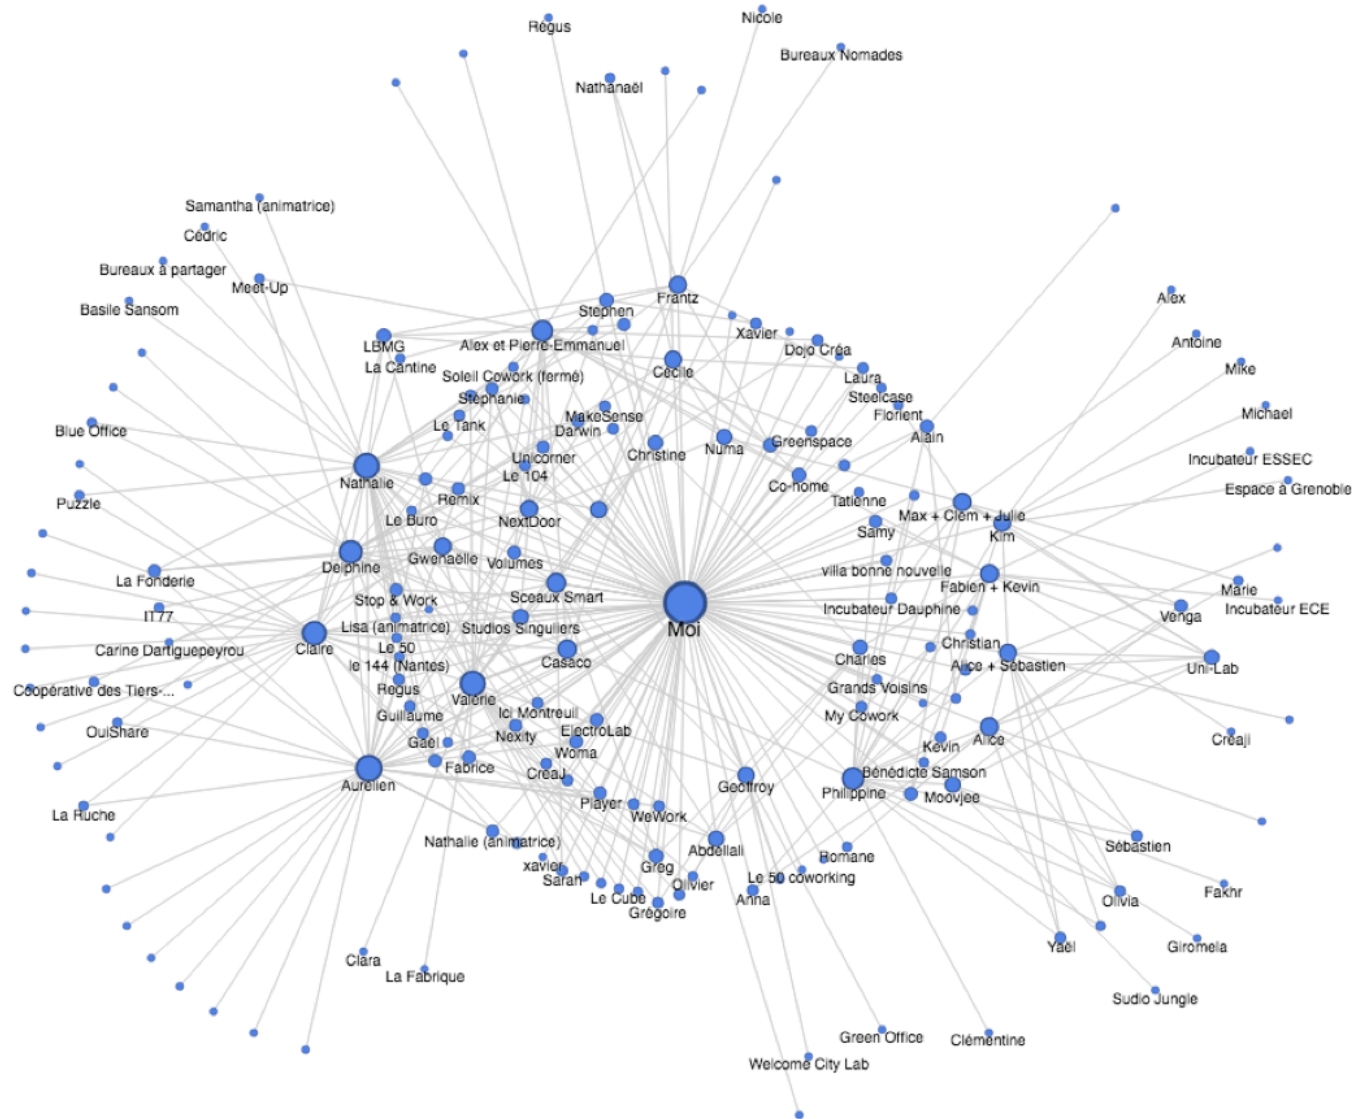 Régus
Nicole
Bureaux Nomades
Nathanaël
Samantha (animatrice)
Cédric
Bureaux à partager
Meet-Up
Basile Sansom
Frantz
Stephen
Xavier
Alex
LBMG
Alex et Pierre-Emmanuel
Dojo Créa
Antoine
La Cantine
Cécile
Mike
Soleil Cowork (fermé)
Laura
Stéphanie
Steelcase
Michael
MakeSense
Florient
Le Tank
Darwin
Blue Office
Alain
Greenspace
Numa
Christine
Unicorner
Incubateur ESSEC
Le 104
Nathalie
Co-home
Espace à Grenoble
Remix
Tatienne
Puzzle
Max + Clem + Julie
Le Buro
NextDoor
Samy
Kim
Gwenaëlle
Volumes
Delphine
villa bonne nouvelle
La Fonderie
Fabien + Kevin
Marie
Stop & Work
Sceaux Smart
Incubateur Dauphine
Incubateur ECE
IT77
Venga
Lisa (animatrice)
Studios Singuliers
Moi
Christian
Le 50
Claire
Carine Dartiguepeyrou
Casaco
Charles
le 144 (Nantes)
Alice + Sébastien
Uni-Lab
Regus
Grands Voisins
Coopérative des Tiers-...
Valérie
Guillaume
Ici Montreuil
My Cowork
OuiShare
ElectroLab
Nexity
Créaji
Gaël
Alice
Kevin
Woma
Fabrice
CreaJ
Bénédicte Samson
Aurélien
Geoffroy
Philippine
Moovjee
Player
La Ruche
WeWork
Nathalie (animatrice)
Sébastien
Abdellali
Romane
xavier
Greg
Sarah
Olivier
Le 50 coworking
Fakhr
Le Cube
Anna
Olivia
Grégoire
Yaël
Giromela
Clara
La Fabrique
Sudio Jungle
Green Office
Clémentine
Welcome City Lab